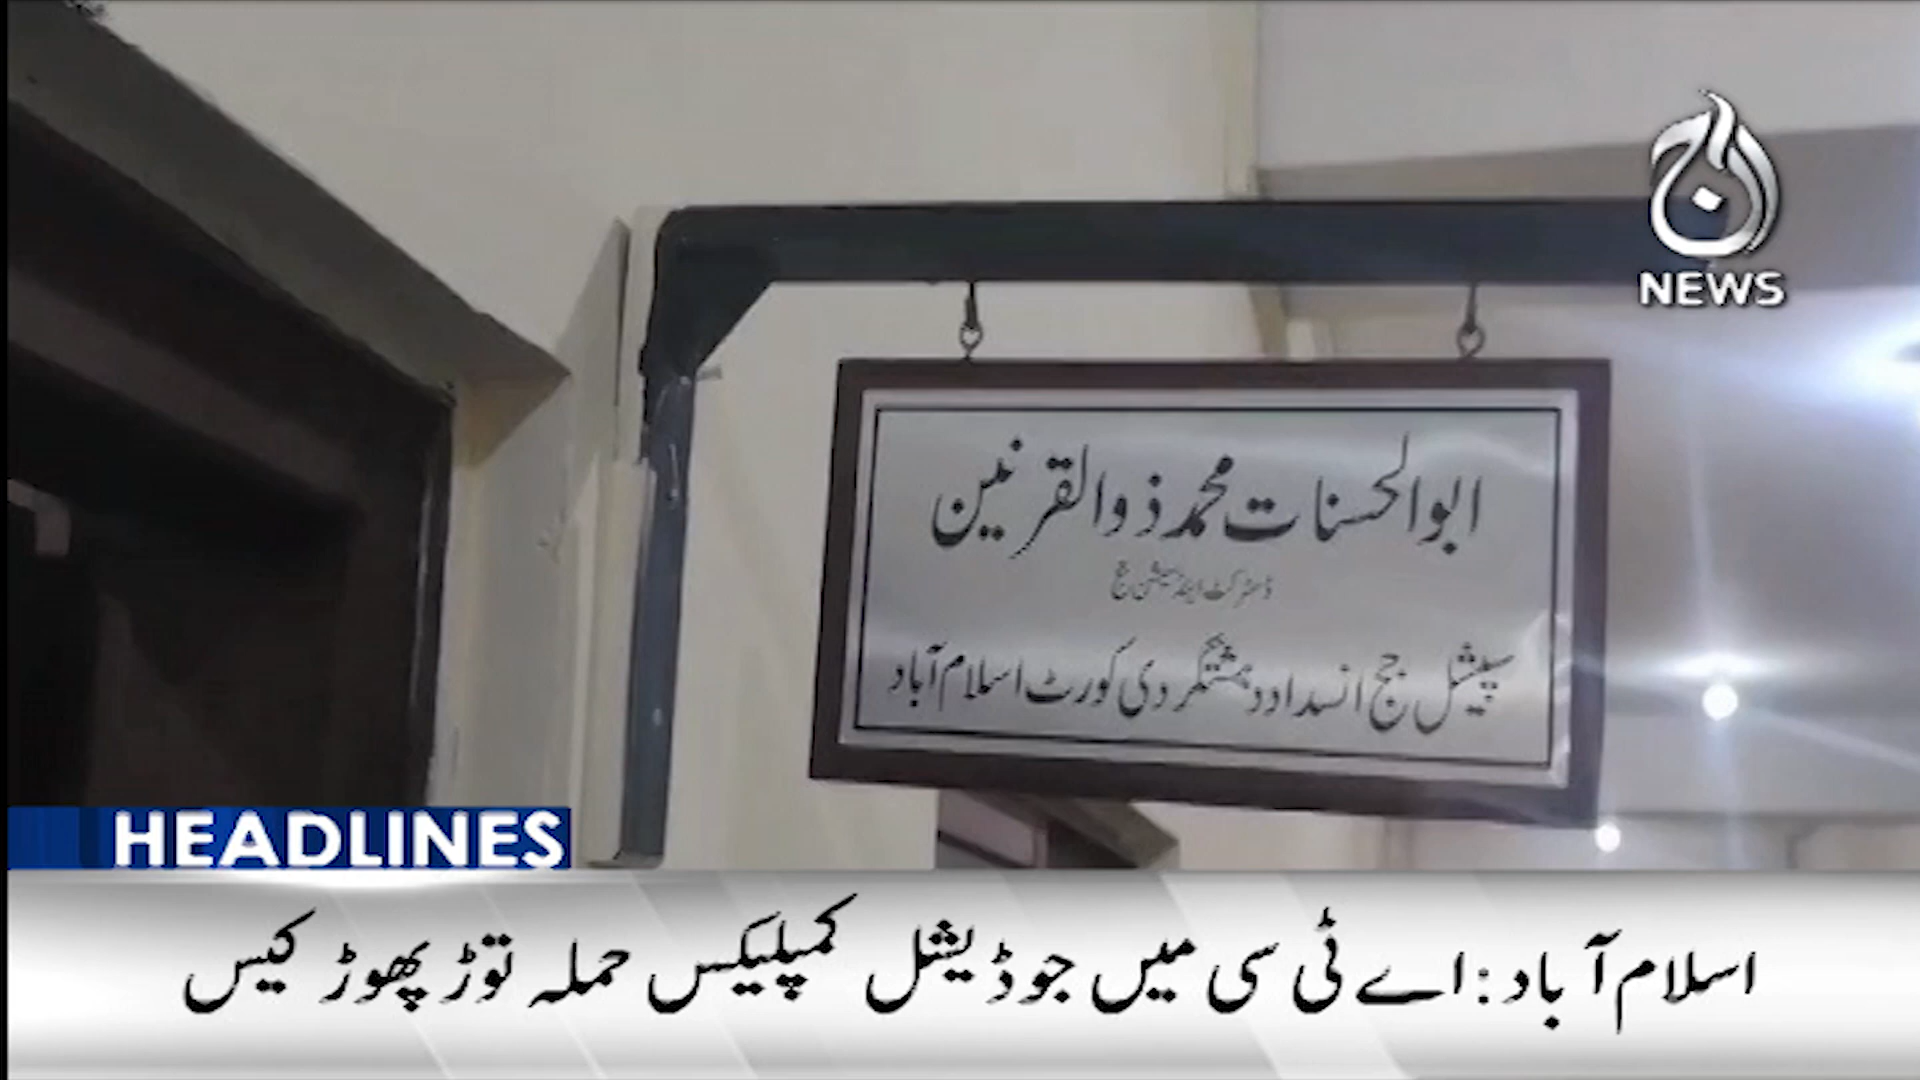 آج
NEWS
ابوالحسنات محمد ذوالقرنین
ڈسٹرکٹ اینڈ سیشن جج
سپیشل جج انسداد دہشتگردی کورٹ اسلام آباد
HEADLINES
اسلام آباد: اے ٹی سی میں جوڈیشل کمپلیکس حملہ توڑ پھوڑ کیس